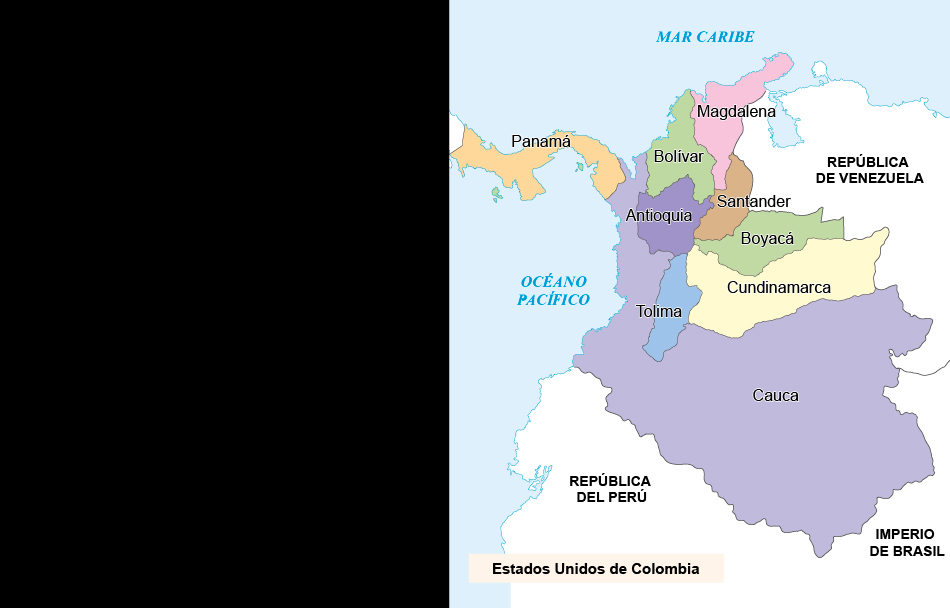 MAR CARIBE
Magdalena
Panamá
Bolívar
REPÚBLICA
DE VENEZUELA
Santander
Antioquia
Boyacá
OCÉANO
PACÍFICO
Cundinamarca
Tolima
Cauca
REPÚBLICA
DEL PERÚ
IMPERIO
DE BRASIL
Estados Unidos de Colombia